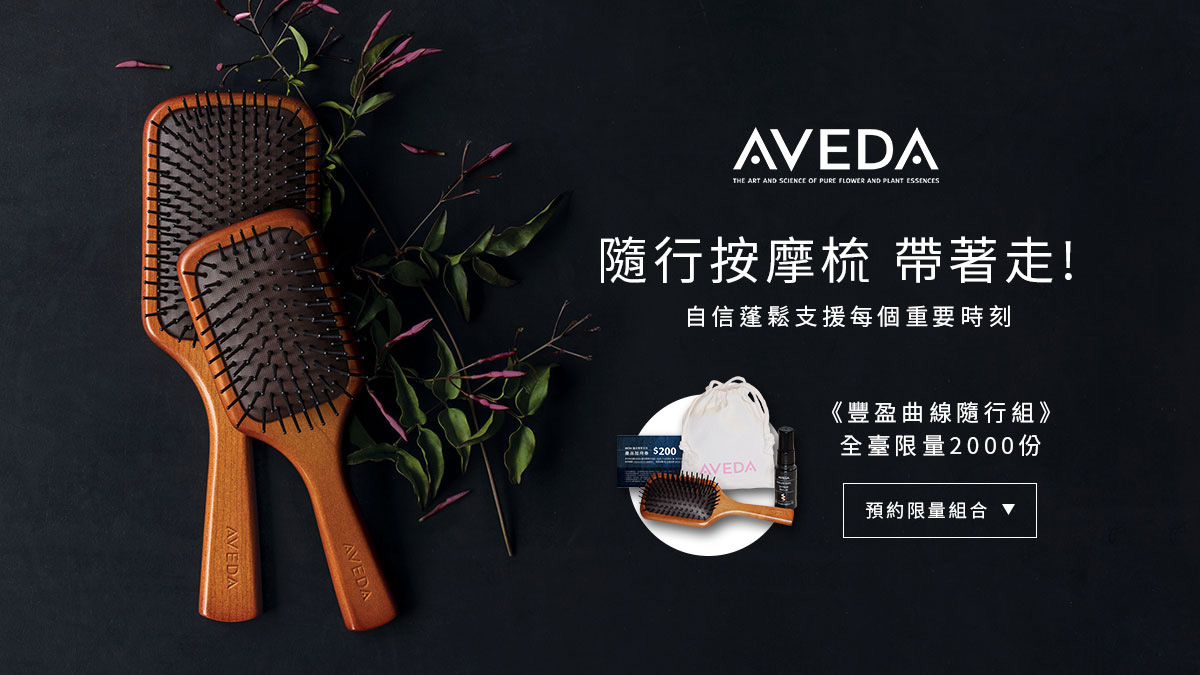 AVEDA
THE ART AND SCIENCE OF PURE FLOWER AND PLANT ESSENCES
隨行按摩梳 帶著走!
自信蓬鬆支援每個重要時刻
《豐盈曲線隨行組》
全臺限量2000份
預約限量組合 ▼
$200
AVEDA
AVEDA
AVEDA